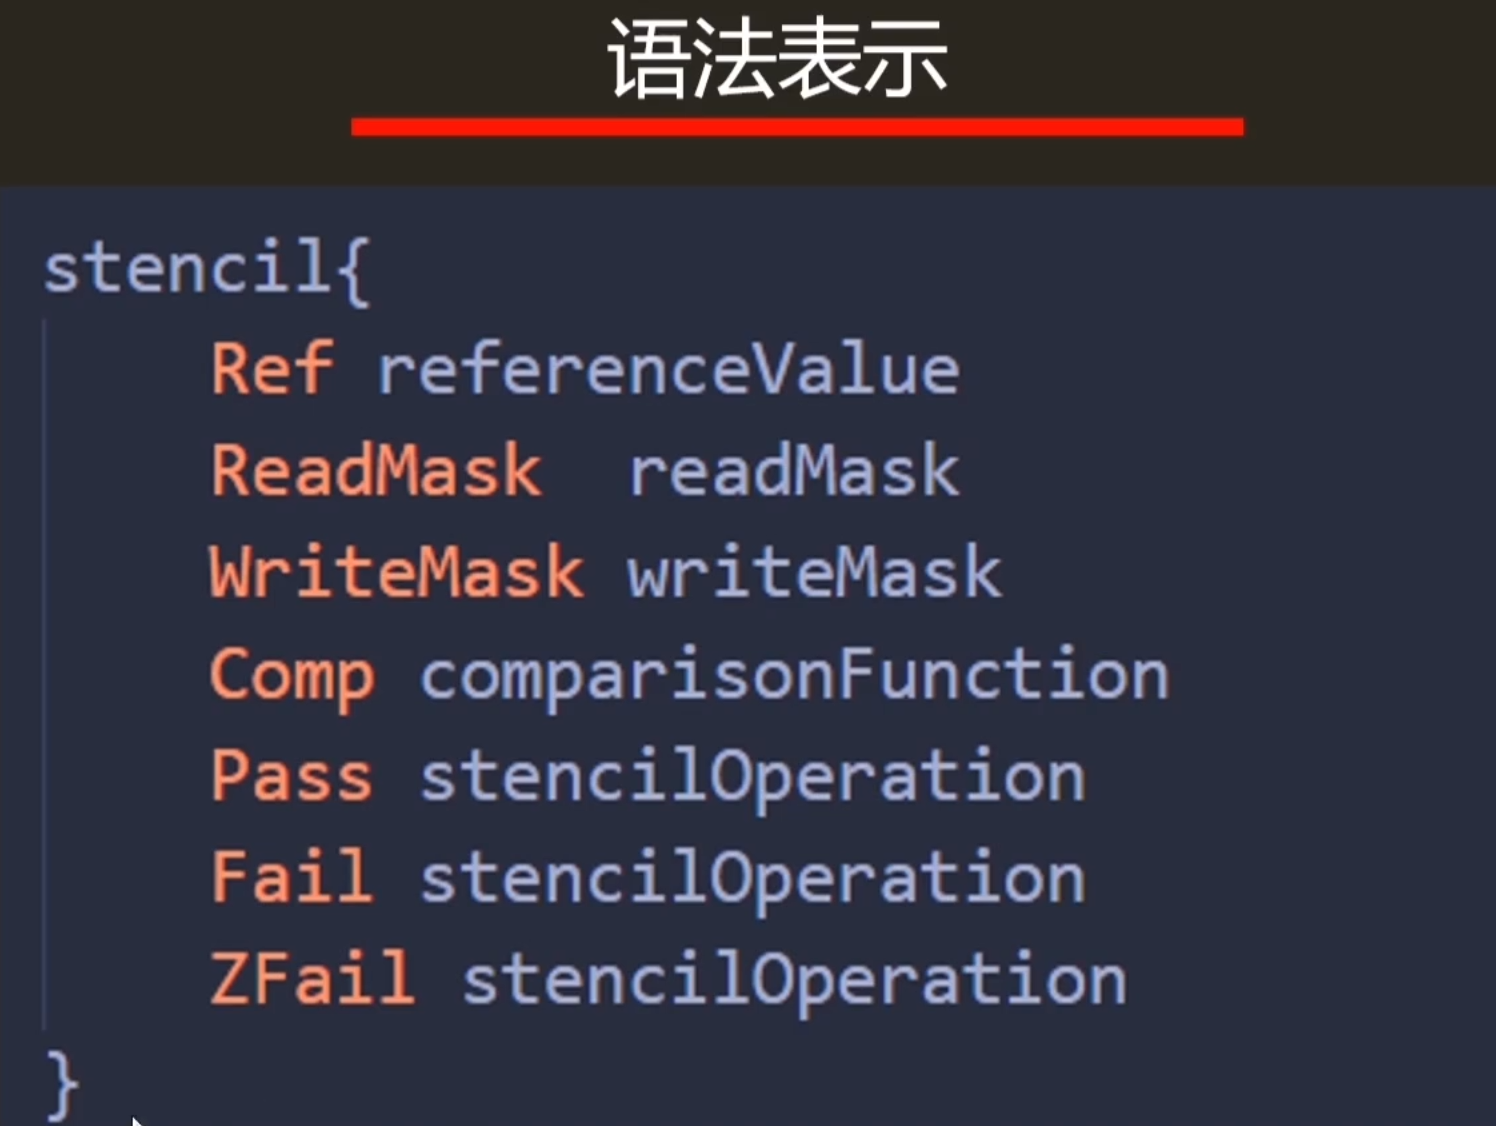 语法表示
stencil{
Ref referenceValue
ReadMask  readMask
WriteMask writeMask
Comp comparisonFunction
Pass stencilOperation
Fail stencilOperation
ZFail stencilOperation
}